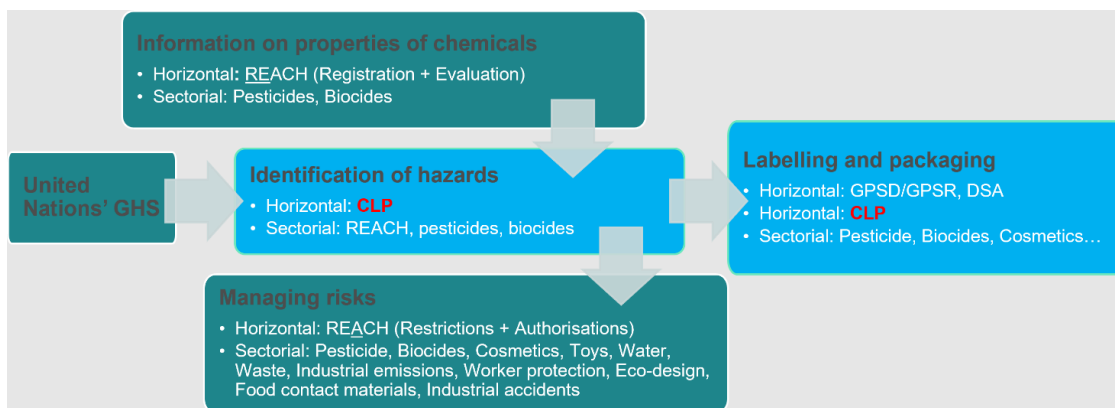 Information on properties of chemicals
• Horizontal: REACH (Registration + Evaluation)
• Sectorial: Pesticides, Biocides
United
Nations' GHS
Identification of hazards
• Horizontal: CLP
• Sectorial: REACH, pesticides, biocides
Labelling and packaging
• Horizontal: GPSD/GPSR, DSA
• Horizontal: CLP
• Sectorial: Pesticide, Biocides, Cosmetics…
Managing risks
• Horizontal: REACH (Restrictions + Authorisations)
• Sectorial: Pesticide, Biocides, Cosmetics, Toys, Water,
Waste, Industrial emissions, Worker protection, Eco-design,
Food contact materials, Industrial accidents